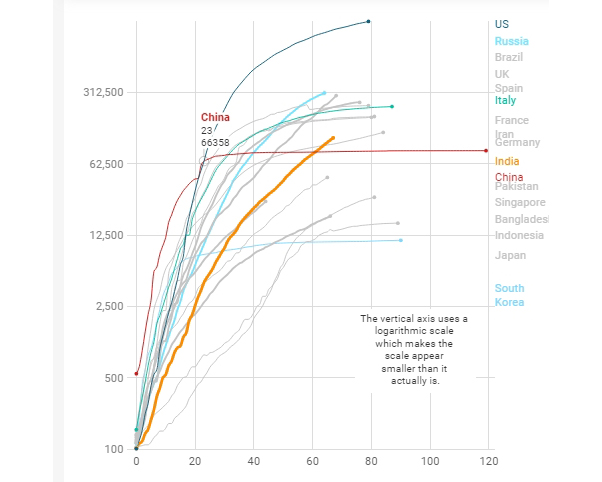 US
Russia
Brazil
UK
Spain
312,500
Italy
China
France
23
Iran
66358
Germany
62,500
India
China
Pakistan
Singapore
Banglades
12,500
Indonesia
Japan
South
Korea
2,500
The vertical axis uses a
logarithmic scale
which makes the
scale appear
smaller than it
actually is.
500
100
0 20 40 60 80 100 120